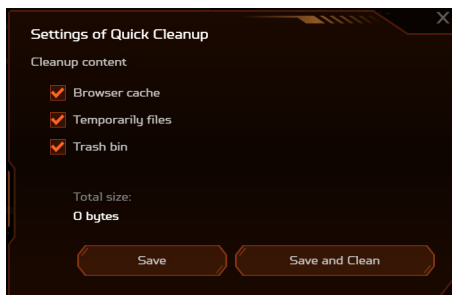 Settings of Quick Cleanup
Cleanup content
Browser cache
Temporarily files
Trash bin
Total size:
0 bytes
Save
Save and Clean